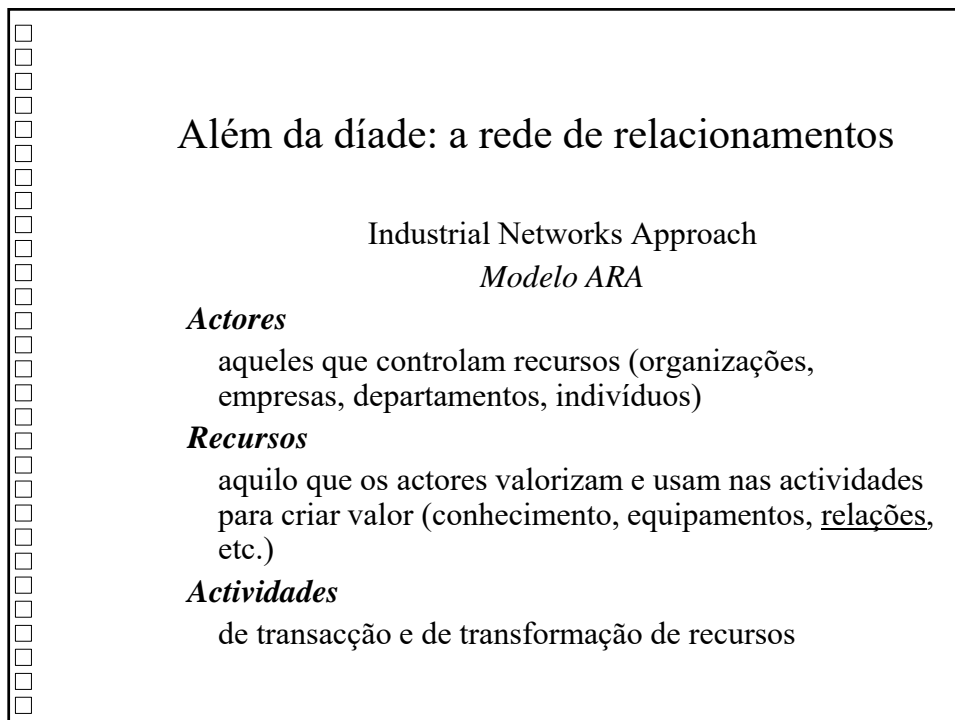 Além da díade: a rede de relacionamentos
Industrial Networks Approach
Modelo ARA
Actores
aqueles que controlam recursos (organizações,
empresas, departamentos, indivíduos)
Recursos
aquilo que os actores valorizam e usam nas actividades
para criar valor (conhecimento, equipamentos, relações,
etc.)
Actividades
de transacção e de transformação de recursos